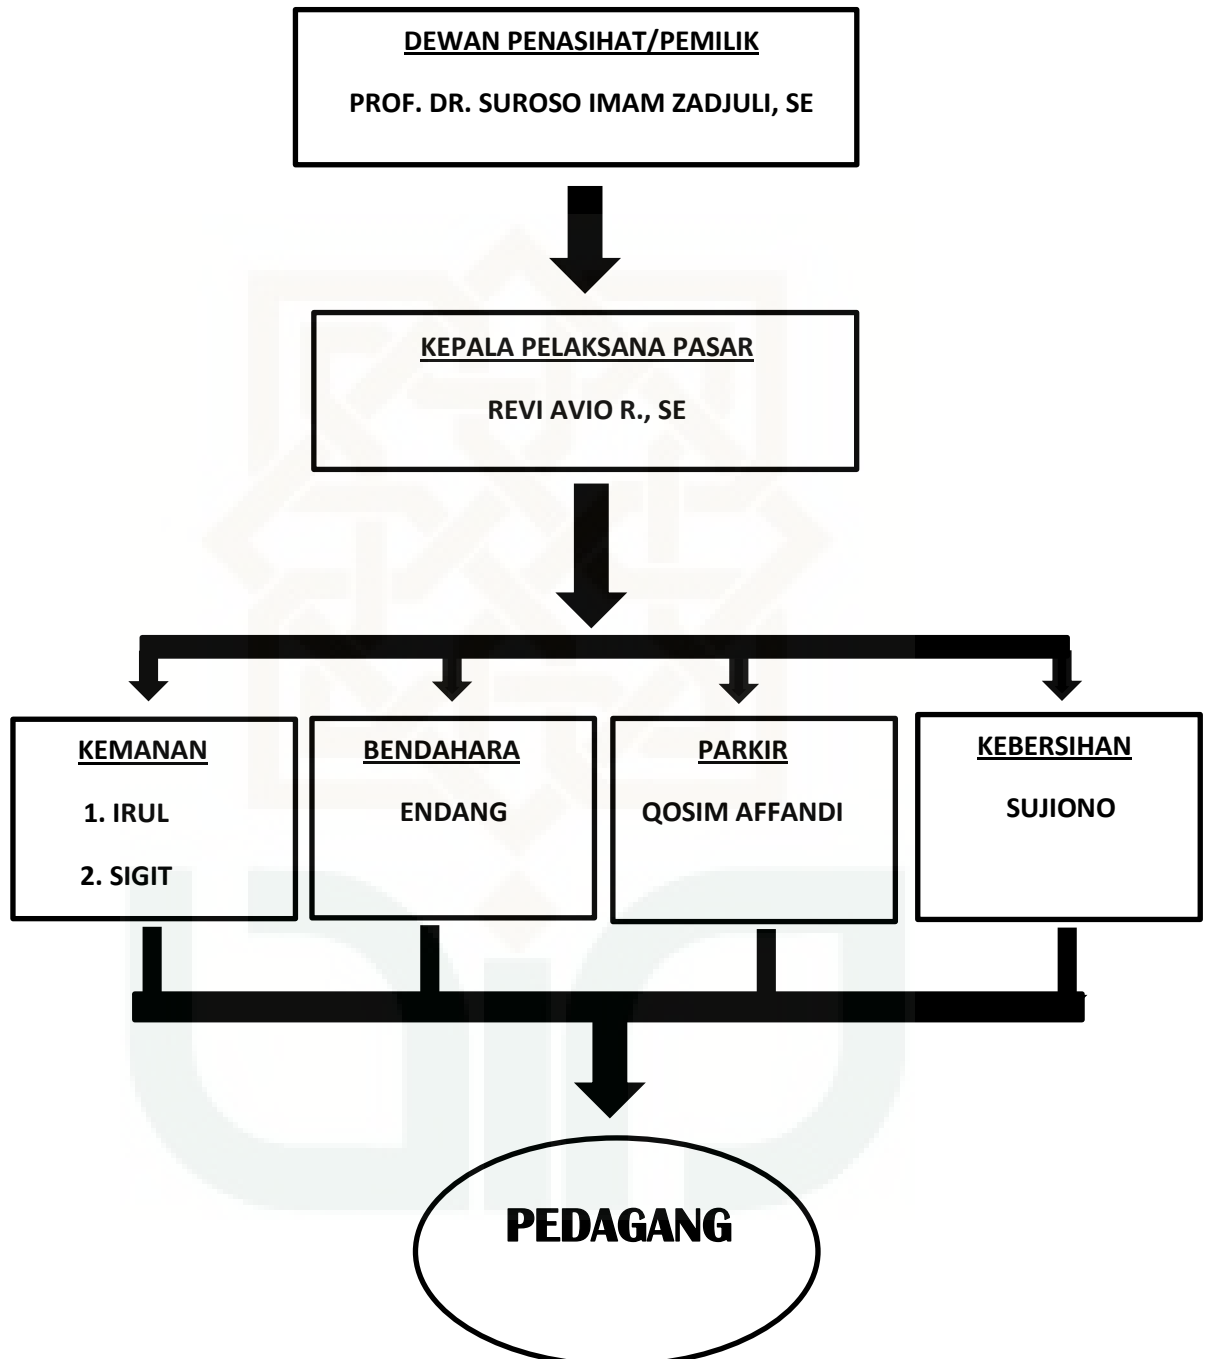 DEWAN PENASIHAT/PEMILIK
PROF. DR. SUROSO IMAM ZADJULI, SE
KEPALA PELAKSANA PASAR
REVI AVIO R., SE
KEMANAN
1. IRUL
2. SIGIT
BENDAHARA
ENDANG
PARKIR
QOSIM AFFANDI
KEBERSIHAN
SUJIONO
PEDAGANG